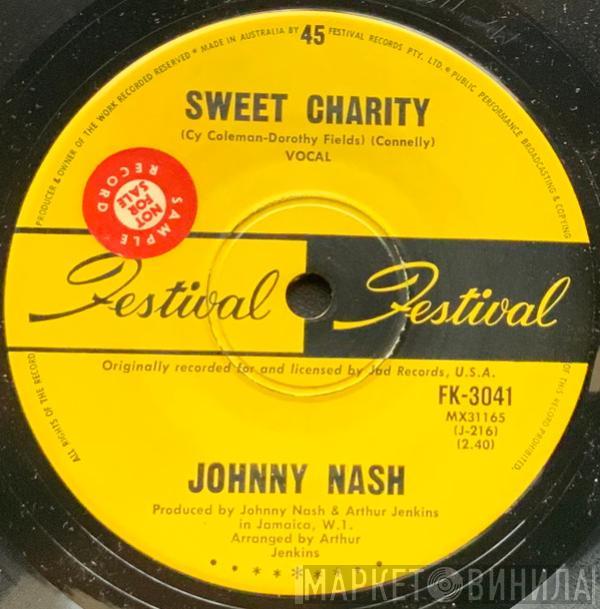 PRODUCER & OWNER OF THE WORK RECORDED RESERVED ★ MADE IN AUSTRALIA BY FESTIVAL RECORDS PTY. LTD. ★ PUBLIC PERFORMANCE BROADCASTING & COPYING
45
SWEET CHARITY
(Cy Coleman-Dorothy Fields) (Connelly)
VOCAL
SAMPLE
RECORD
NOT
FOR
SALE
Festival Festival
Originally recorded for and licensed by Jad Records, U.S.A.
ALL RIGHTS OF THE RECORD
OF THIS RECORD PROHIBITED.
FK-3041
MX31165
(J-216)
(2.40)
JOHNNY NASH
Produced by Johnny Nash & Arthur Jenkins
in Jamaica, W.1.
Arranged by Arthur
Jenkins
МАРКЕТ ВИНИЛА